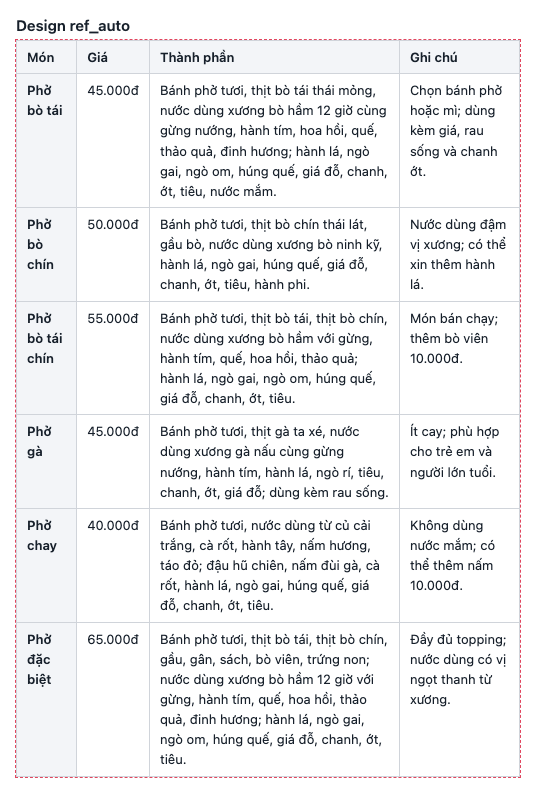 Design ref_auto
Món Giá Thành phần Ghi chú
Phở
bò tái
45.000đ
Bánh phở tươi, thịt bò tái thái mỏng,
nước dùng xương bò hầm 12 giờ cùng
gừng nướng, hành tím, hoa hồi, quế,
thảo quả, đinh hương; hành lá, ngò
gai, ngò om, húng quế, giá đỗ, chanh,
ớt, tiêu, nước mắm.
Chọn bánh phở
hoặc mì; dùng
kèm giá, rau
sống và chanh
ớt.
Phở
bò
chín
50.000đ
Bánh phở tươi, thịt bò chín thái lát,
gầu bò, nước dùng xương bò ninh kỹ,
hành lá, ngò gai, húng quế, giá đỗ,
chanh, ớt, tiêu, hành phi.
Nước dùng đậm
vị xương; có thể
xin thêm hành
lá.
Phở
bò tái
chín
55.000đ
Bánh phở tươi, thịt bò tái, thịt bò chín,
nước dùng xương bò hầm với gừng,
hành tím, quế, hoa hồi, thảo quả;
hành lá, ngò gai, ngò om, húng quế,
giá đỗ, chanh, ớt, tiêu.
Món bán chạy;
thêm bò viên
10.000đ.
Phở
gà
45.000đ
Bánh phở tươi, thịt gà ta xé, nước
dùng xương gà nấu cùng gừng
nướng, hành tím, hành lá, ngò rí, tiêu,
chanh, ớt, giá đỗ; dùng kèm rau sống.
Ít cay; phù hợp
cho trẻ em và
người lớn tuổi.
Phở
chay
40.000đ
Bánh phở tươi, nước dùng từ củ cải
trắng, cà rốt, hành tây, nấm hương,
táo đỏ; đậu hũ chiên, nấm đùi gà, cà
rốt, hành lá, ngò gai, húng quế, giá
đỗ, chanh, ớt, tiêu.
Không dùng
nước mắm; có
thể thêm nấm
10.000đ.
Phở
đặc
biệt
65.000đ
Bánh phở tươi, thịt bò tái, thịt bò chín,
gầu, gân, sách, bò viên, trứng non;
nước dùng xương bò hầm 12 giờ với
gừng, hành tím, quế, hoa hồi, thảo
quả, đinh hương; hành lá, ngò gai,
ngò om, húng quế, giá đỗ, chanh, ớt,
tiêu.
Đầy đủ topping;
nước dùng có vị
ngọt thanh từ
xương.